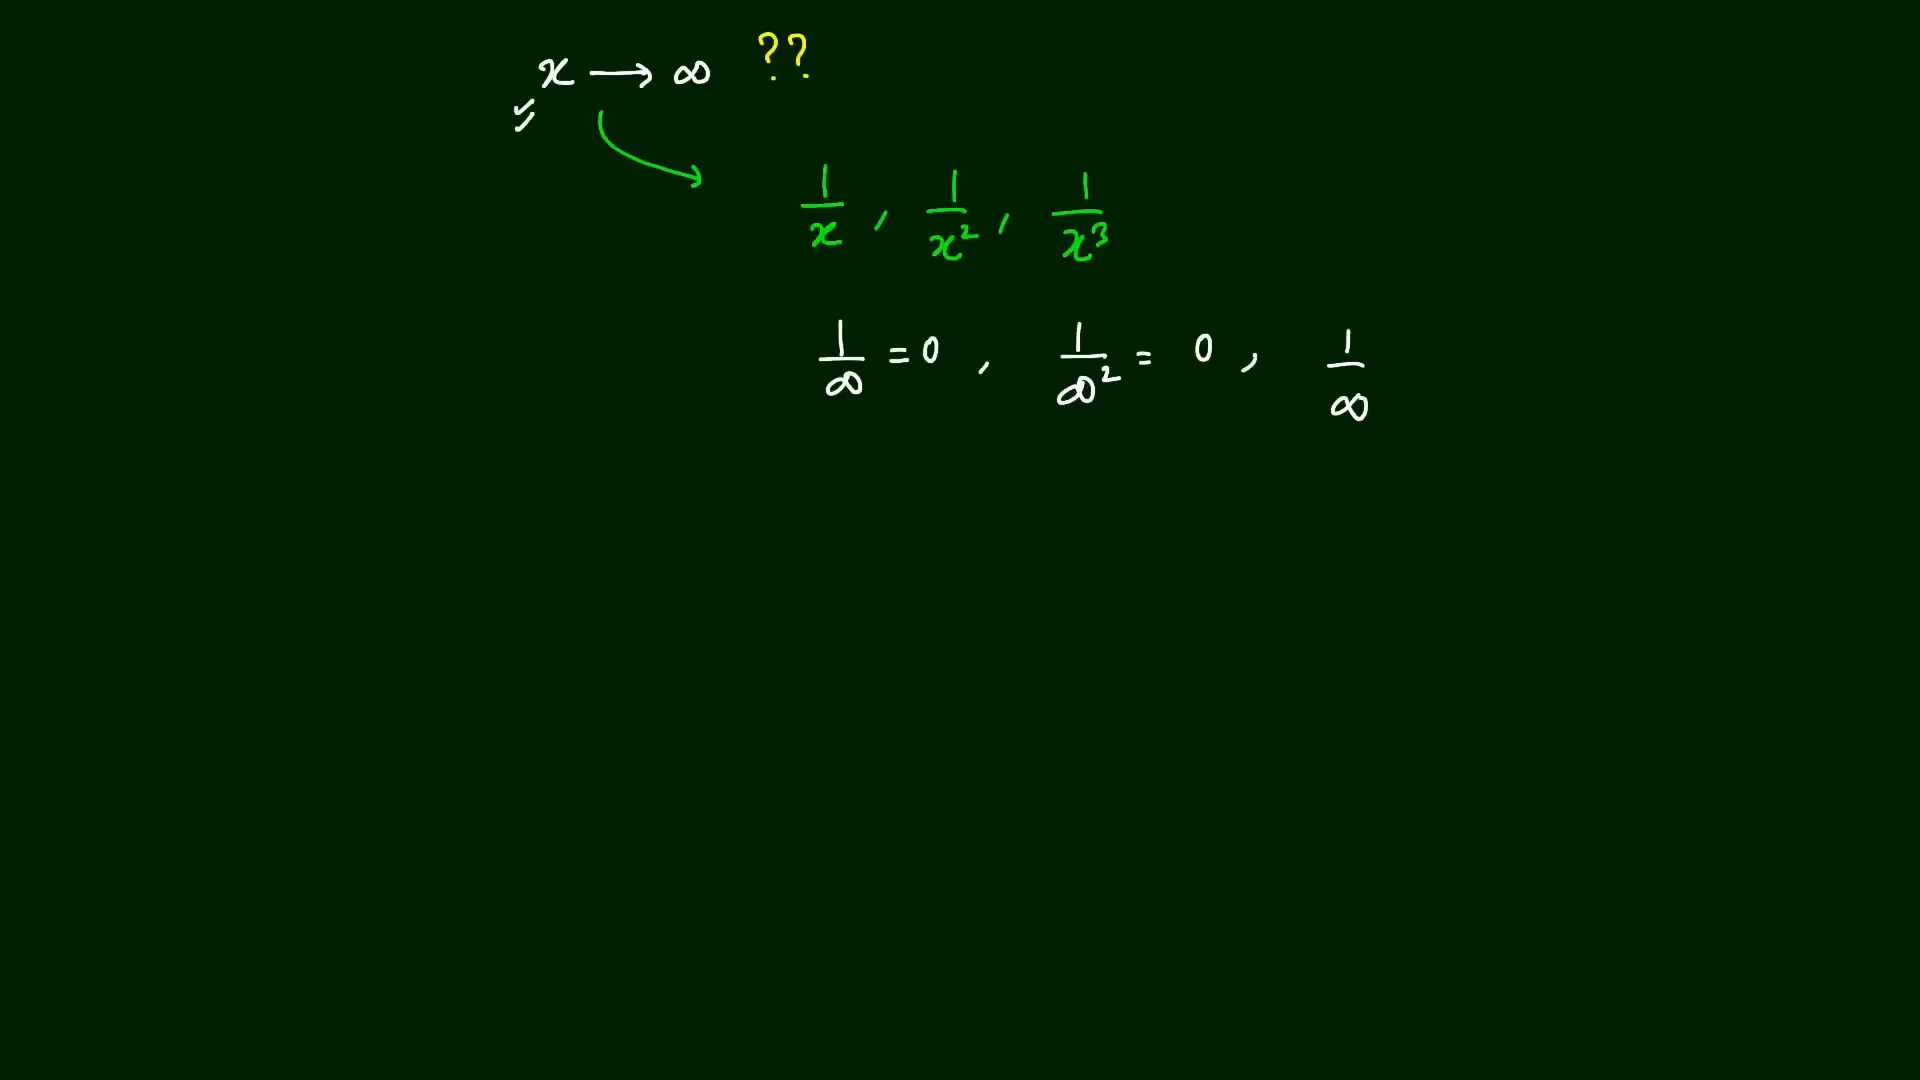 x → ∞ ??
1/x , 1/x² , 1/x³
1/∞ = 0 , 1/∞² = 0 , 1/∞